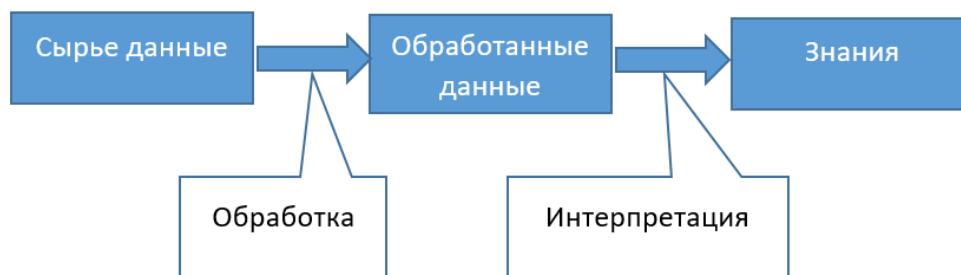 Сырье данные
Обработанные
данные
Знания
Обработка
Интерпретация